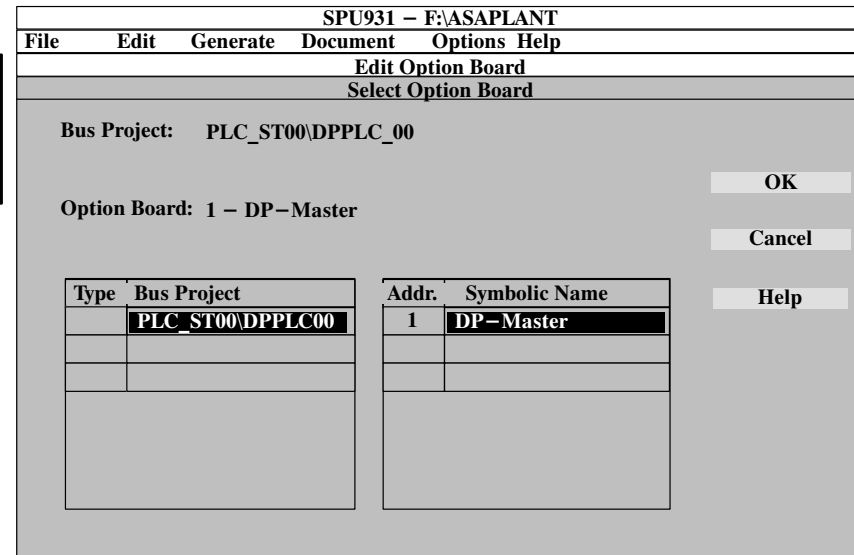 SPU931 – F:\ASAPLANT
File Edit Generate Document Options Help
Edit Option Board
Select Option Board
Bus Project: PLC_ST00\DPPLC_00
OK
Option Board: 1 – DP–Master
Cancel
Type Bus Project Addr. Symbolic Name
Help
PLC_ST00\DPPLC00 1 DP–Master